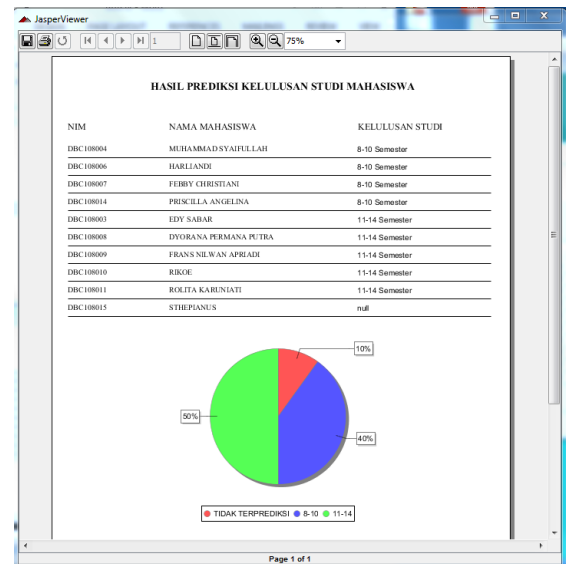 JasperViewer
1
75%
HASIL PREDIKSI KELULUSAN STUDI MAHASISWA
NIM NAMA MAHASISWA KELULUSAN STUDI
DBC108004 MUHAMMAD SYAIFULLAH 8-10 Semester
DBC108006 HARLIANDI 8-10 Semester
DBC108007 FEBBY CHRISTIANI 8-10 Semester
DBC108014 PRISCILLA ANGELINA 8-10 Semester
DBC108003 EDY SABAR 11-14 Semester
DBC108008 DYORANA PERMANA PUTRA 11-14 Semester
DBC108009 FRANS NILWAN APRIADI 11-14 Semester
DBC108010 RIKOE 11-14 Semester
DBC108011 ROLITA KARUNIATI 11-14 Semester
DBC108015 STHEPIANUS null
10%
50%
40%
TIDAK TERPREDIKSI 8-10 11-14
Page 1 of 1